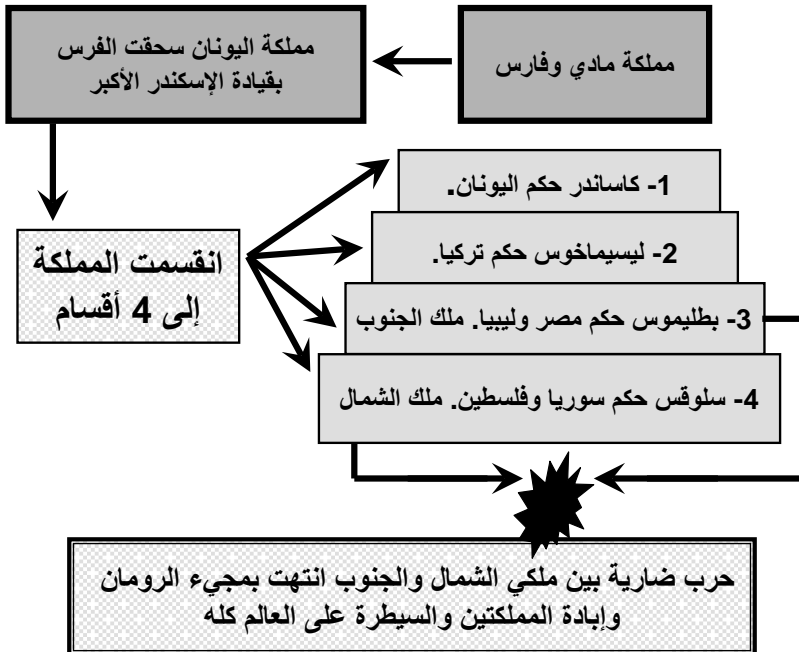 مملكة مادي وفارس
مملكة اليونان سحقت الفرس
بقيادة الإسكندر الأكبر
انقسمت المملكة
إلى 4 أقسام
1- كاساندر حكم اليونان.
2- ليسيماخوس حكم تركيا.
3- بطليموس حكم مصر وليبيا. ملك الجنوب
4- سلوقس حكم سوريا وفلسطين. ملك الشمال
حرب ضارية بين ملكي الشمال والجنوب انتهت بمجيء الرومان
وإبادة المملكتين والسيطرة على العالم كله